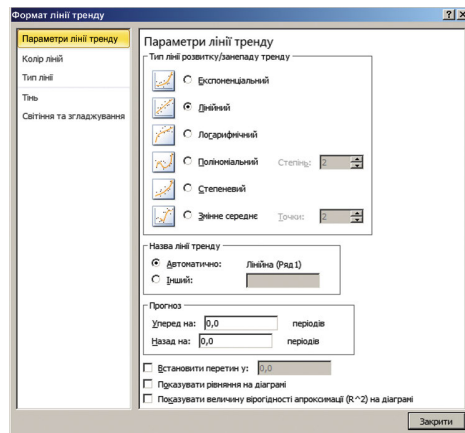 Формат лінії тренду
Параметри лінії тренду
Колір ліній
Тип лінії
Тінь
Світіння та згладжування
Параметри лінії тренду
Тип лінії розвитку/занепаду тренду
Експоненціальний
Лінійний
Логарифмічний
Поліноміальний Степінь: 2
Степеневий
Змінне середнє Точки: 2
Назва лінії тренду
Автоматично: Лінійна (Ряд1)
Інший:
Прогноз
Уперед на: 0,0 періодів
Назад на: 0,0 періодів
Встановити перетин у: 0,0
Показувати рівняння на діаграмі
Показувати величину вірогідності апроксимації (R^2) на діаграмі
Закрити